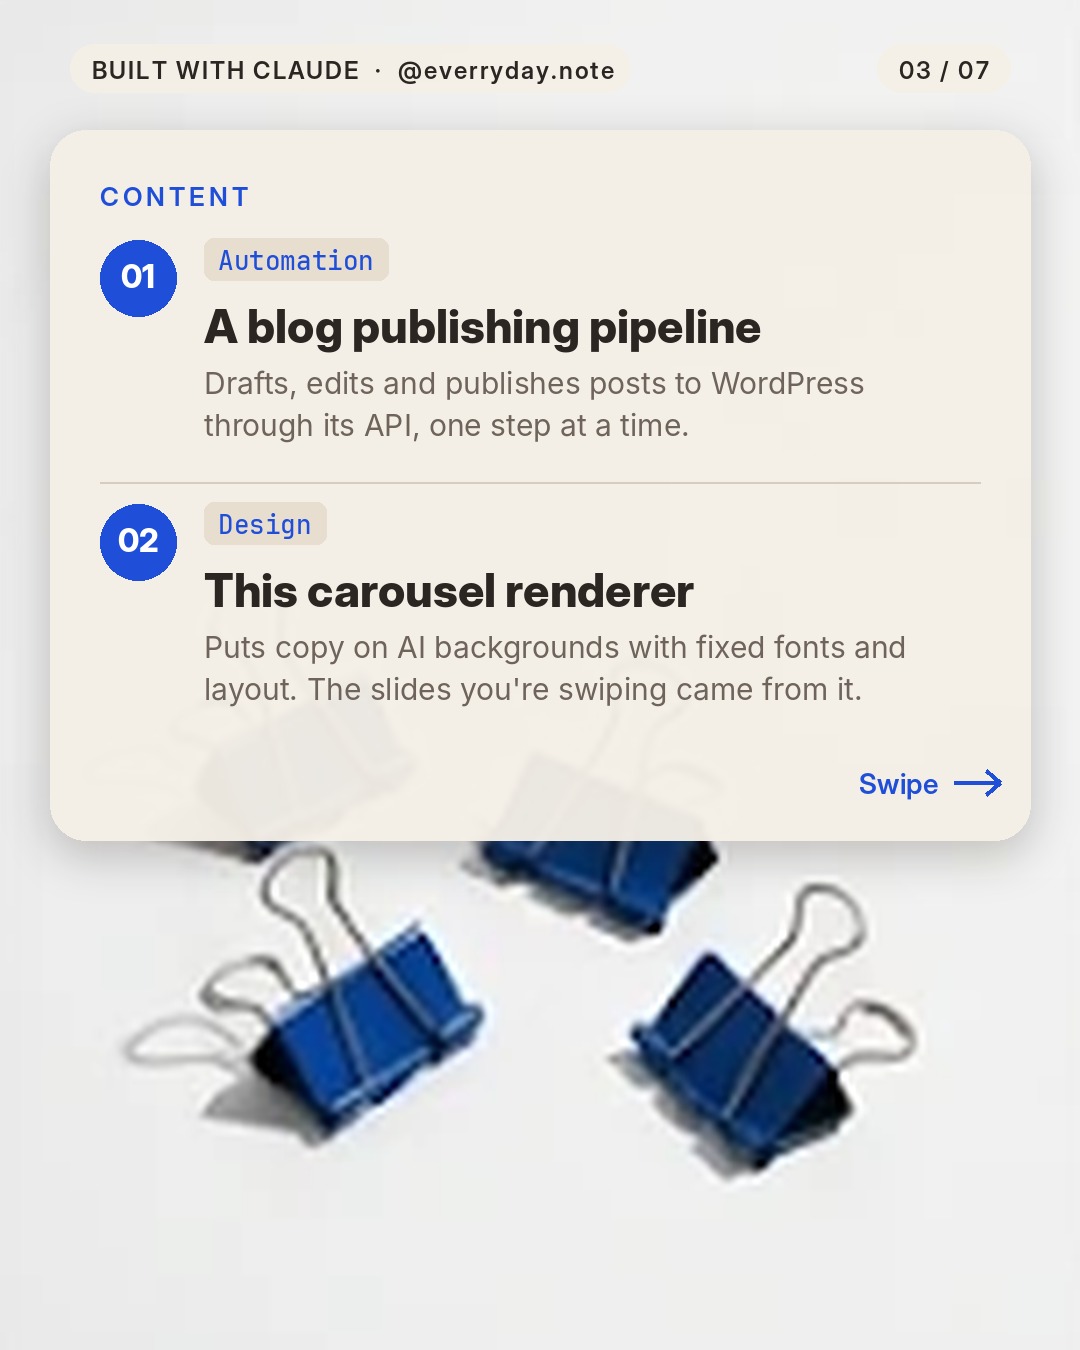 BUILT WITH CLAUDE · @everryday.note
03 / 07
CONTENT
01
Automation
A blog publishing pipeline
Drafts, edits and publishes posts to WordPress
through its API, one step at a time.
02
Design
This carousel renderer
Puts copy on AI backgrounds with fixed fonts and
layout. The slides you're swiping came from it.
Swipe